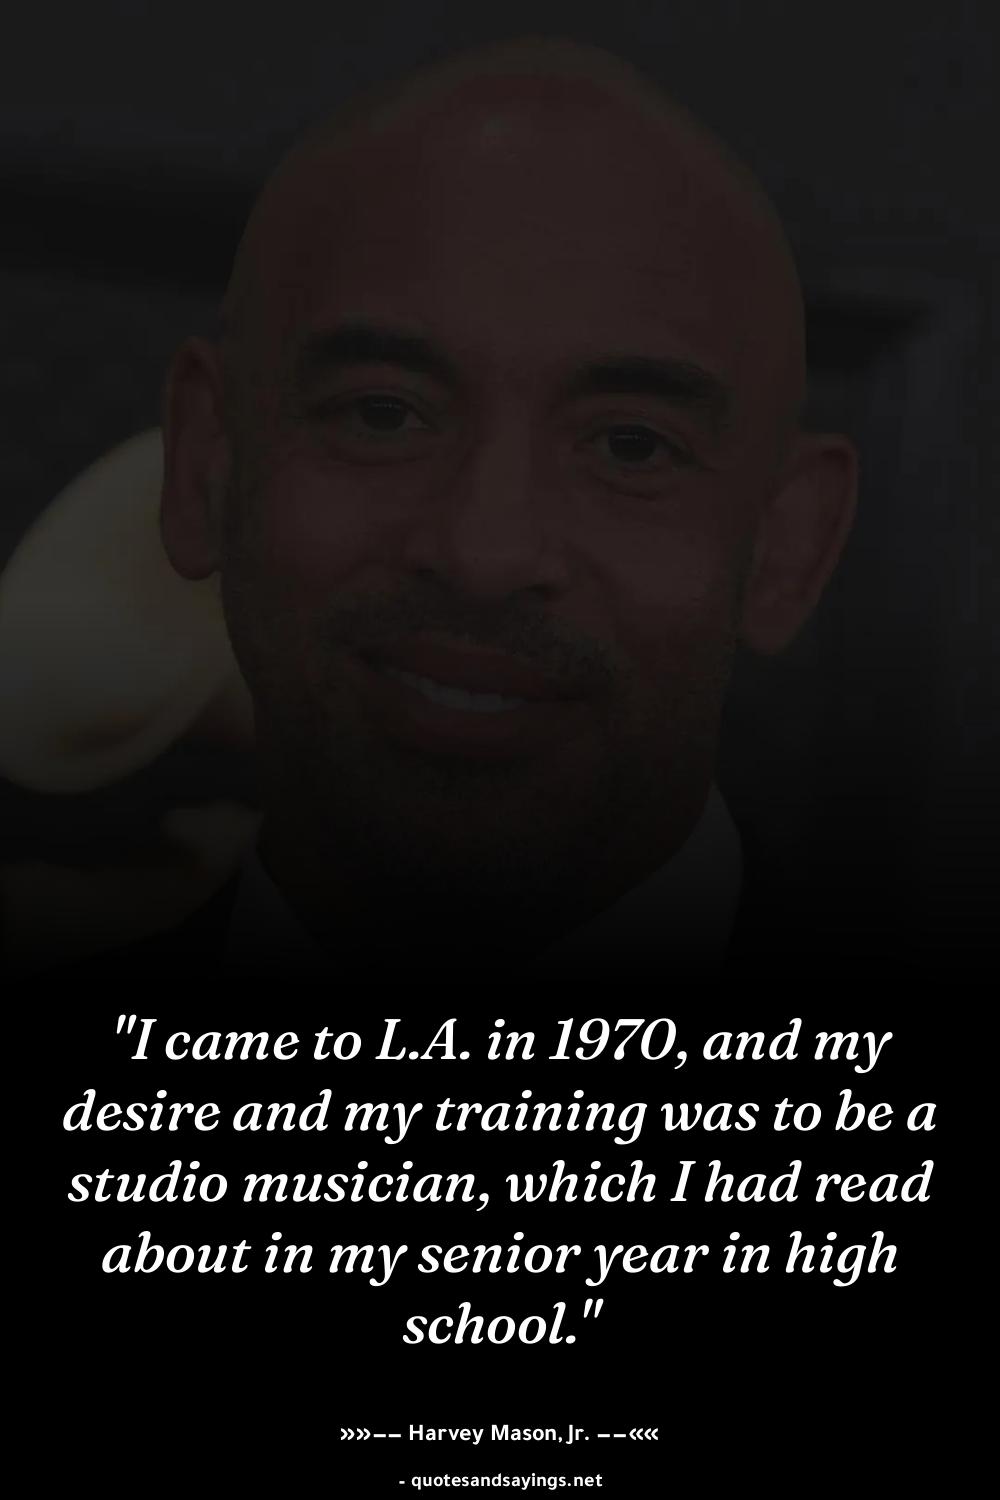 "I came to L.A. in 1970, and my
desire and my training was to be a
studio musician, which I had read
about in my senior year in high
school."
»»−− Harvey Mason, Jr. −−««
- quotesandsayings.net